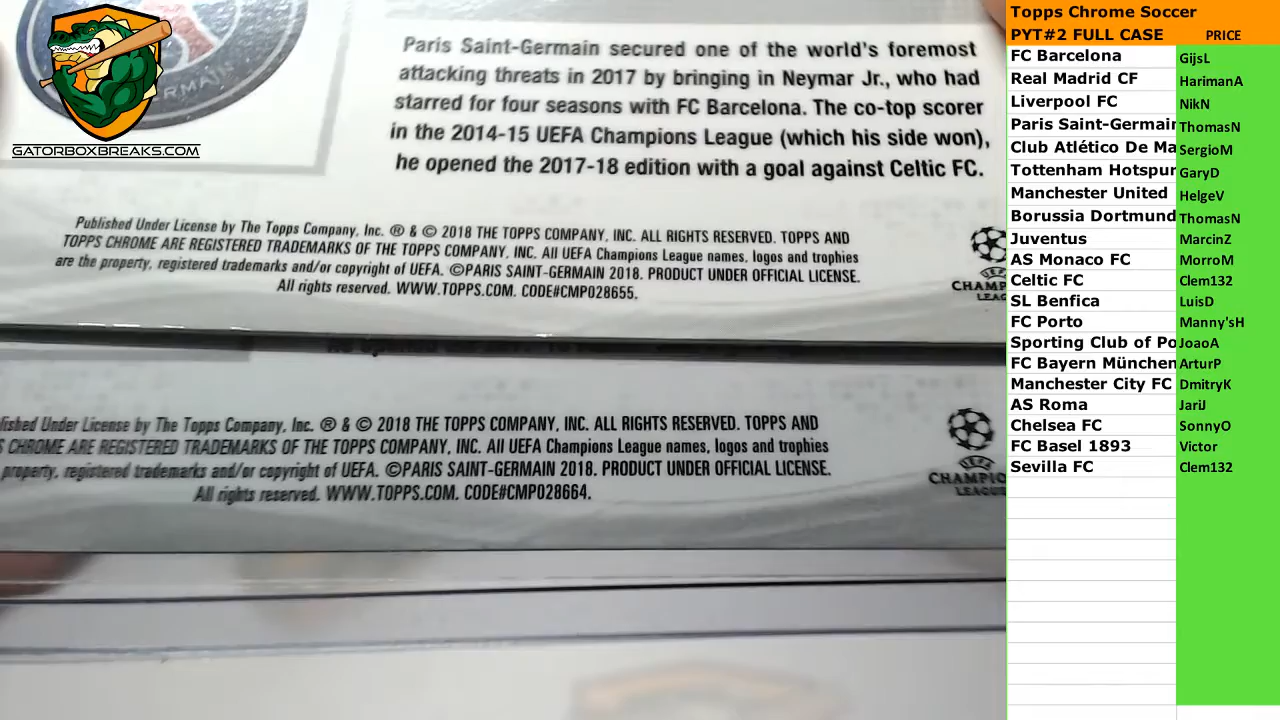 GERMAIN
GATORBOXBREAKS.COM
Paris Saint-Germain secured one of the world's foremost
attacking threats in 2017 by bringing in Neymar Jr., who had
starred for four seasons with FC Barcelona. The co-top scorer
in the 2014-15 UEFA Champions League (which his side won),
he opened the 2017-18 edition with a goal against Celtic FC.
Published Under License by The Topps Company, Inc. ® & © 2018 THE TOPPS COMPANY, INC. ALL RIGHTS RESERVED. TOPPS AND
TOPPS CHROME ARE REGISTERED TRADEMARKS OF THE TOPPS COMPANY, INC. All UEFA Champions League names, logos and trophies
are the property, registered trademarks and/or copyright of UEFA. ©PARIS SAINT-GERMAIN 2018. PRODUCT UNDER OFFICIAL LICENSE.
All rights reserved. WWW.TOPPS.COM. CODE#CMP028655.
UEFA
CHAMP
LEAG
lished Under License by The Topps Company, Inc. ® & © 2018 THE TOPPS COMPANY, INC. ALL RIGHTS RESERVED. TOPPS AND
S CHROME ARE REGISTERED TRADEMARKS OF THE TOPPS COMPANY, INC. All UEFA Champions League names, logos and trophies
property, registered trademarks and/or copyright of UEFA. ©PARIS SAINT-GERMAIN 2018. PRODUCT UNDER OFFICIAL LICENSE.
All rights reserved. WWW.TOPPS.COM. CODE#CMP028664.
UEFA
CHAMPIO
LEAGUE
Topps Chrome Soccer
PYT#2 FULL CASE PRICE
FC Barcelona GijsL
Real Madrid CF HarimanA
Liverpool FC NikN
Paris Saint-Germain ThomasN
Club Atlético De Ma SergioM
Tottenham Hotspur GaryD
Manchester United HelgeV
Borussia Dortmund ThomasN
Juventus MarcinZ
AS Monaco FC MorroM
Celtic FC Clem132
SL Benfica LuisD
FC Porto Manny'sH
Sporting Club of Po JoaoA
FC Bayern München ArturP
Manchester City FC DmitryK
AS Roma JariJ
Chelsea FC SonnyO
FC Basel 1893 Victor
Sevilla FC Clem132